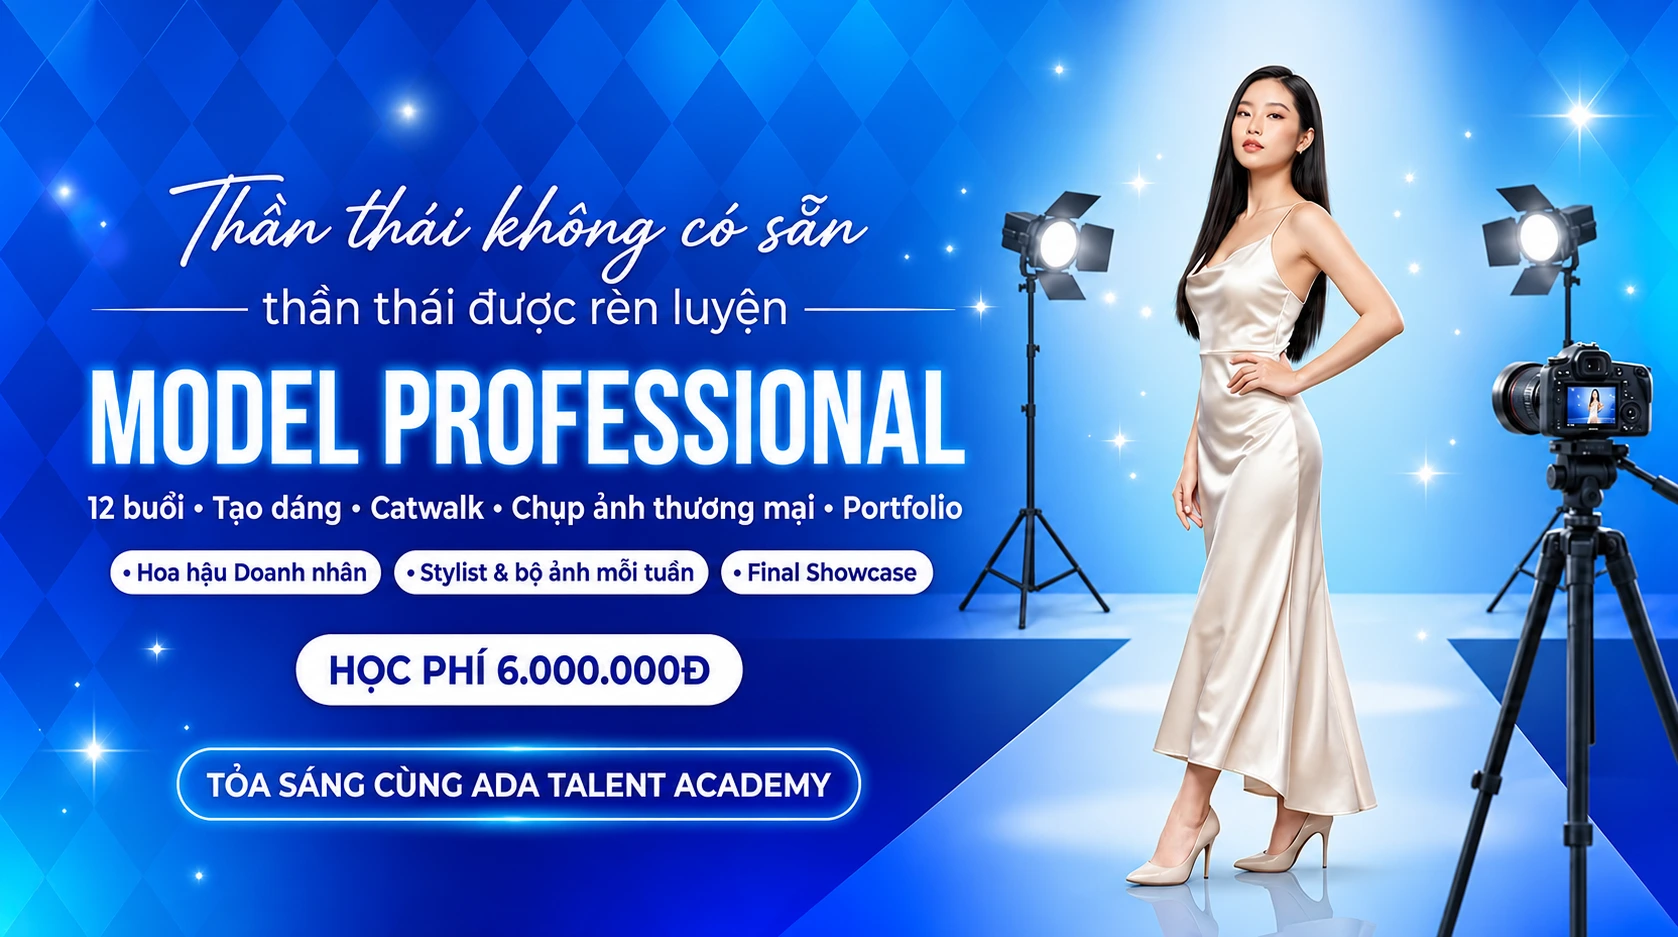 Thần thái không có sẵn
thần thái được rèn luyện
MODEL PROFESSIONAL
12 buổi • Tạo dáng • Catwalk • Chụp ảnh thương mại • Portfolio
• Hoa hậu Doanh nhân • Stylist & bộ ảnh mỗi tuần • Final Showcase
HỌC PHÍ 6.000.000Đ
TỎA SÁNG CÙNG ADA TALENT ACADEMY